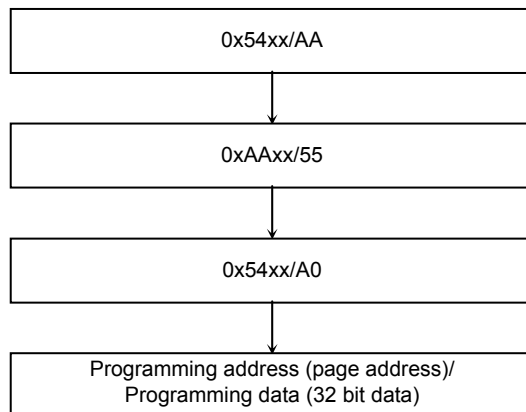 0x54xx/AA
0xAAxx/55
0x54xx/A0
Programming address (page address)/
Programming data (32 bit data)